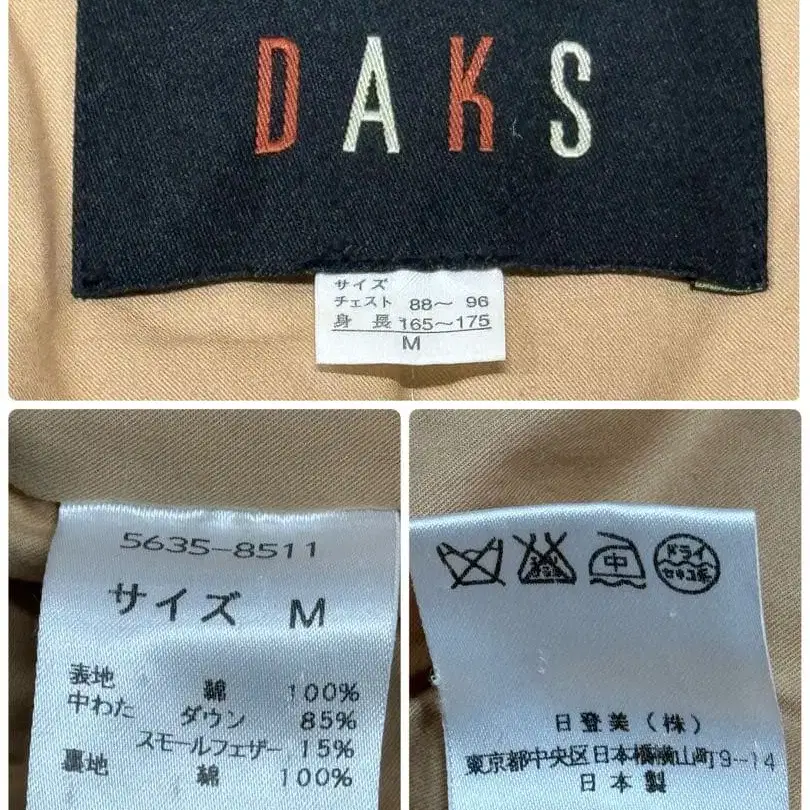 DAKS
サイズ
チェスト 88〜 96
身 長 165〜175
M
5635-8511
サイズ M
表地 綿 100%
中わた ダウン 85%
スモールフェザー 15%
裏地 綿 100%
中
ドライ
セキユ系
日登美(株)
東京都中央区日本橋横山町9-14
日本製